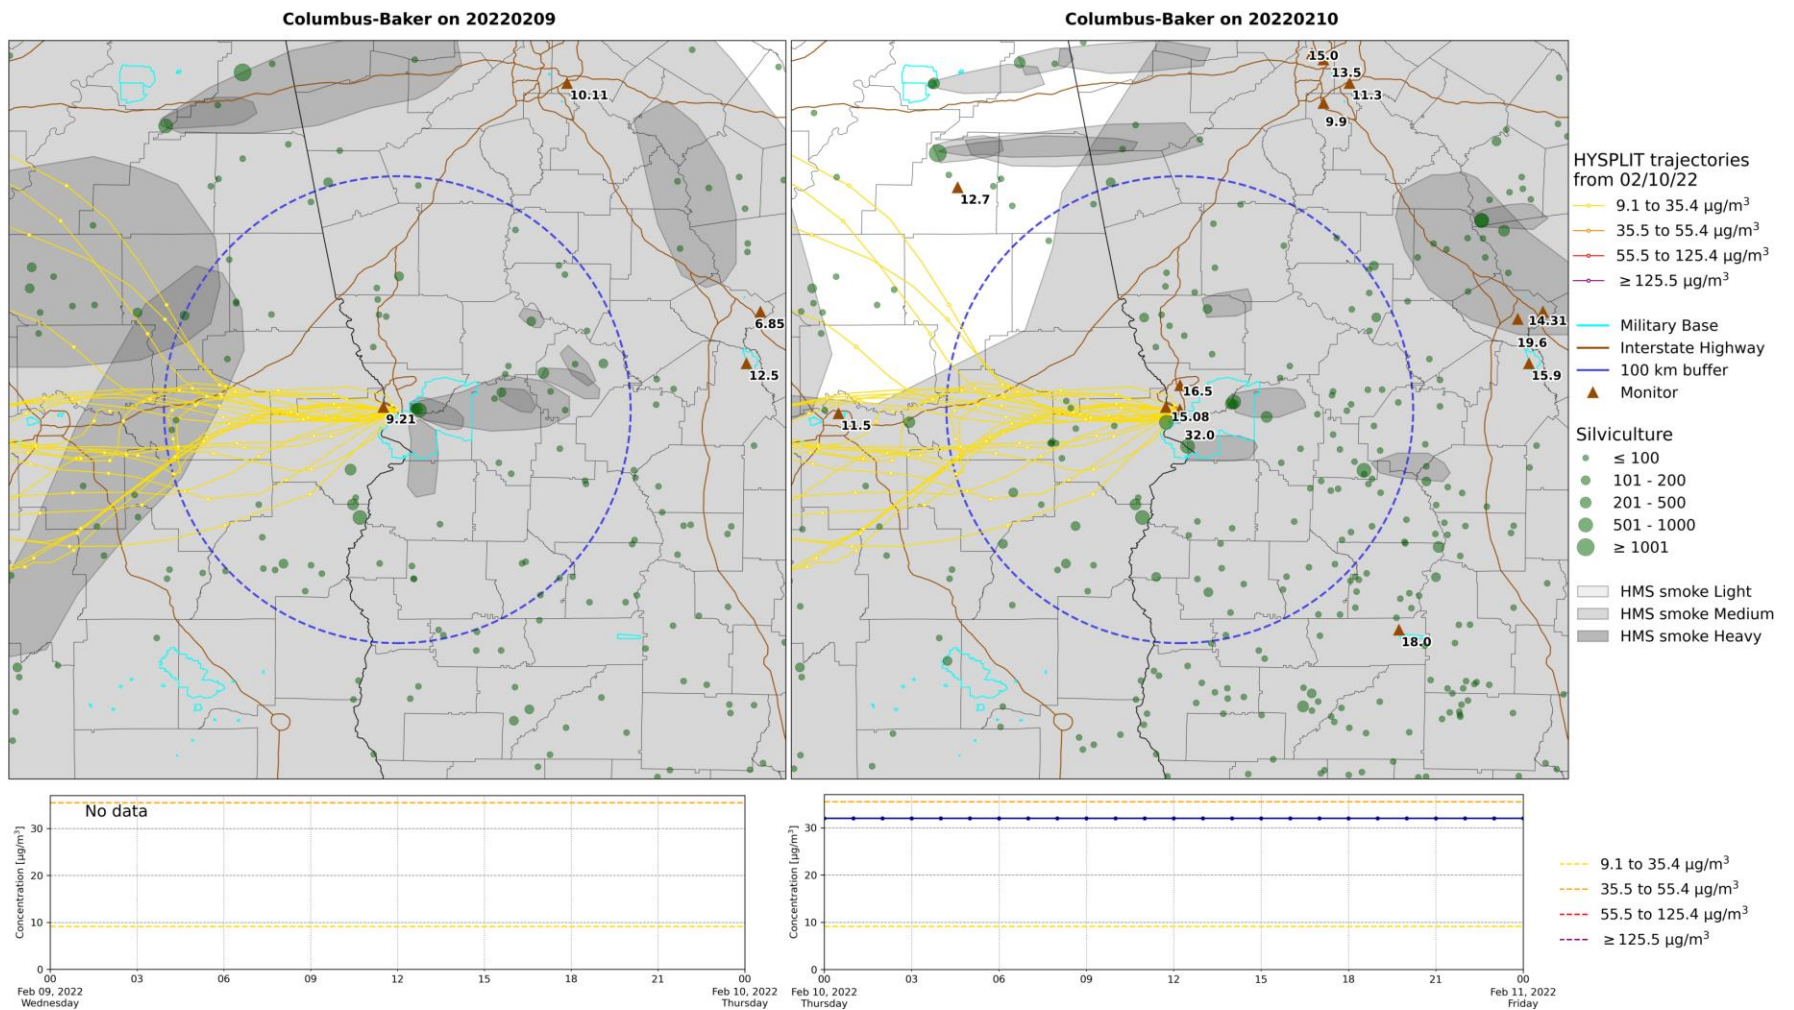 Columbus-Baker on 20220209
Columbus-Baker on 20220210
10.11
6.85
12.5
9.21
15.0
13.5
11.3
9.9
12.7
14.31
19.6
15.9
16.5
15.08
11.5
32.0
18.0
HYSPLIT trajectories
from 02/10/22
9.1 to 35.4 µg/m³
35.5 to 55.4 µg/m³
55.5 to 125.4 µg/m³
≥ 125.5 µg/m³
Military Base
Interstate Highway
100 km buffer
Monitor
Silviculture
≤ 100
101 - 200
201 - 500
501 - 1000
≥ 1001
HMS smoke Light
HMS smoke Medium
HMS smoke Heavy
No data
Concentration [µg/m³]
30
20
10
0
00
03
06
09
12
15
18
21
00
Feb 09, 2022
Wednesday
Feb 10, 2022
Thursday
Concentration [µg/m³]
30
20
10
0
00
03
06
09
12
15
18
21
00
Feb 10, 2022
Thursday
Feb 11, 2022
Friday
9.1 to 35.4 µg/m³
35.5 to 55.4 µg/m³
55.5 to 125.4 µg/m³
≥ 125.5 µg/m³